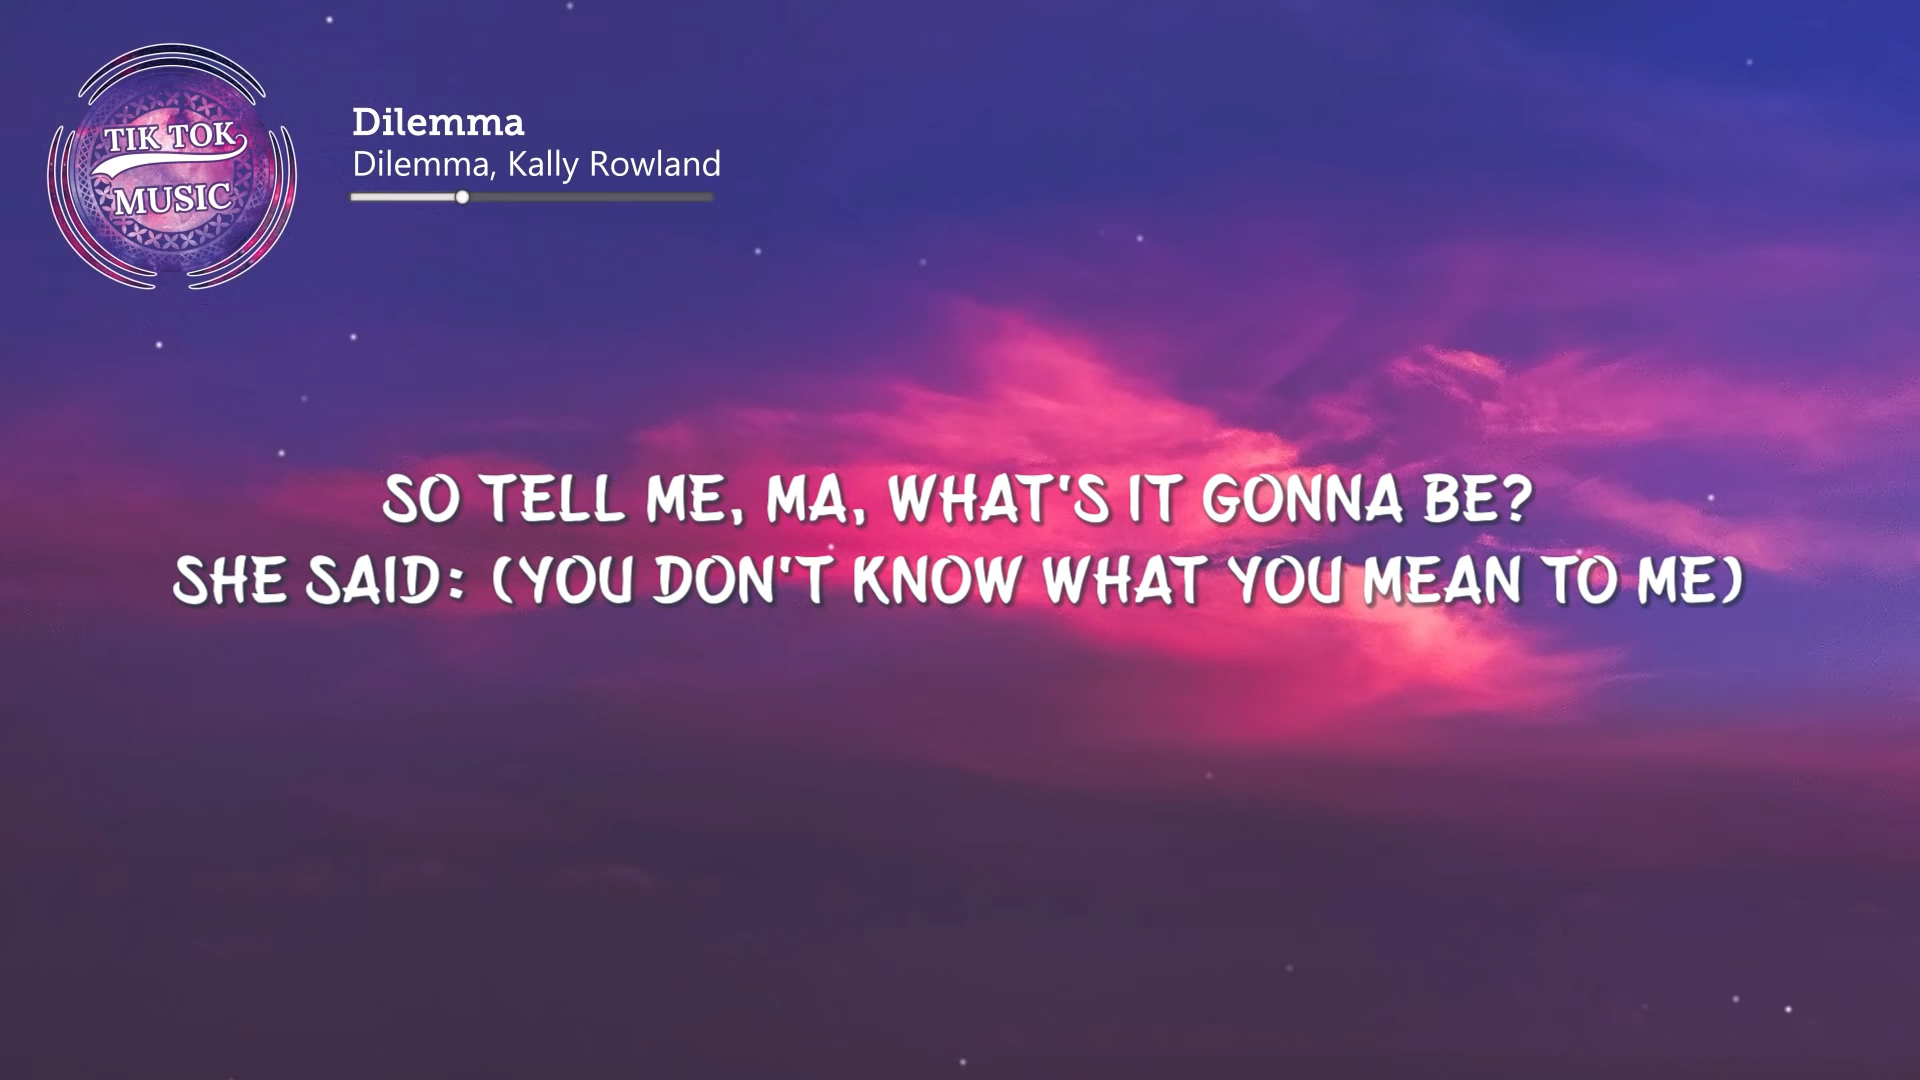 TIK TOK
MUSIC
Dilemma
Dilemma, Kally Rowland
SO TELL ME, MA, WHAT'S IT GONNA BE?
SHE SAID: (YOU DON'T KNOW WHAT YOU MEAN TO ME)